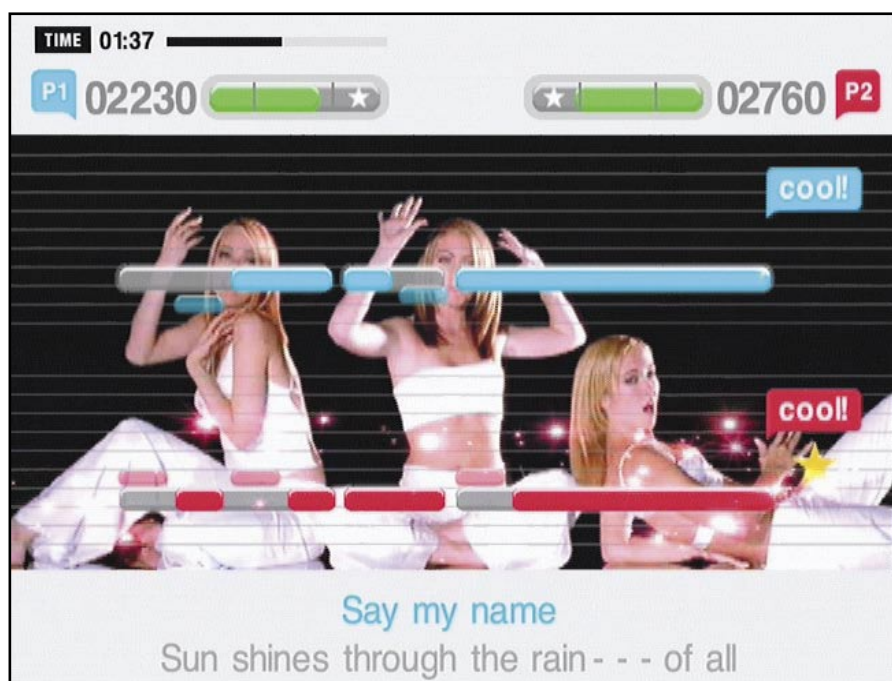 TIME 01:37
P1 02230 02760 P2
cool!
cool!
Say my name
Sun shines through the rain - - - of all